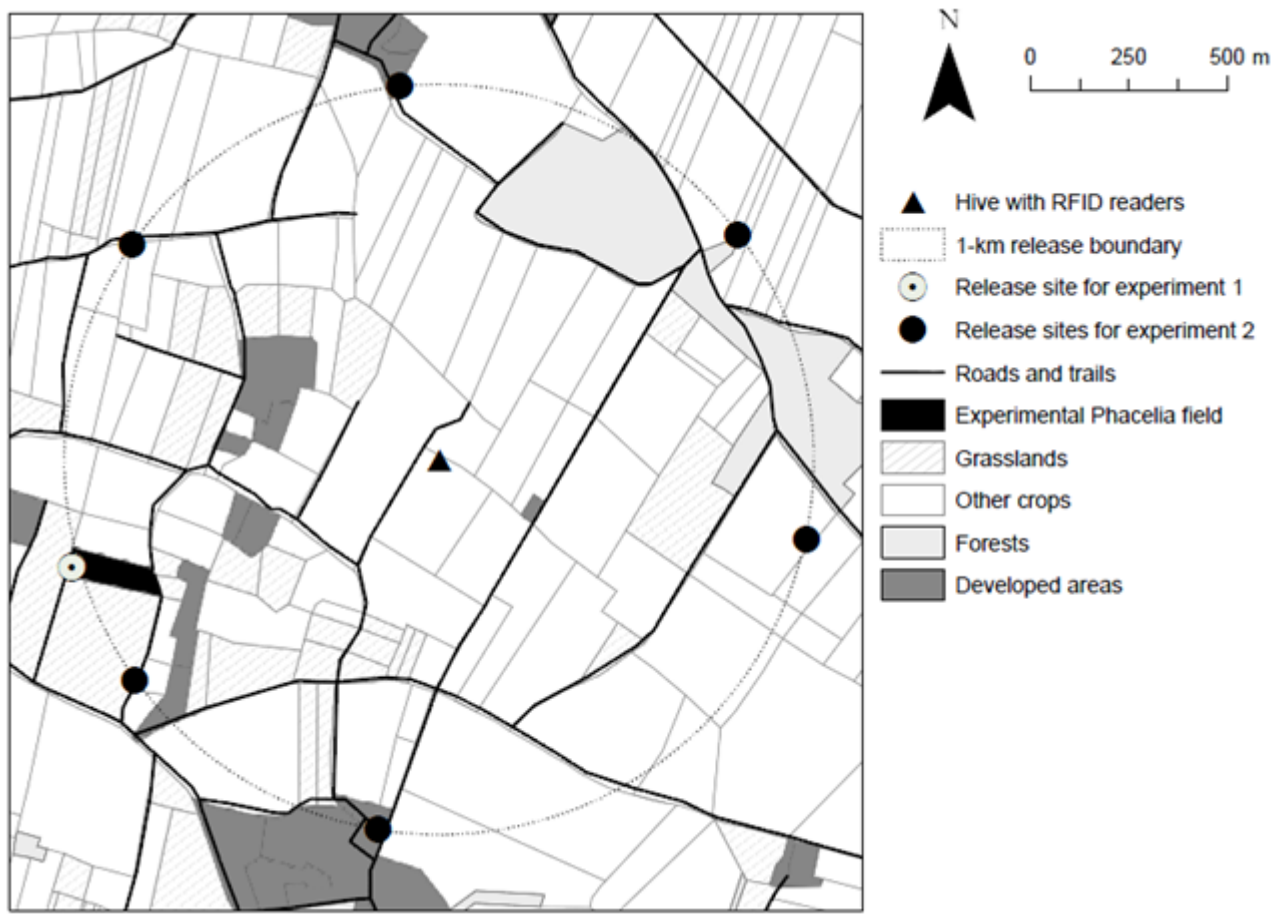 N
0 250 500 m
Hive with RFID readers
1-km release boundary
Release site for experiment 1
Release sites for experiment 2
Roads and trails
Experimental Phacelia field
Grasslands
Other crops
Forests
Developed areas